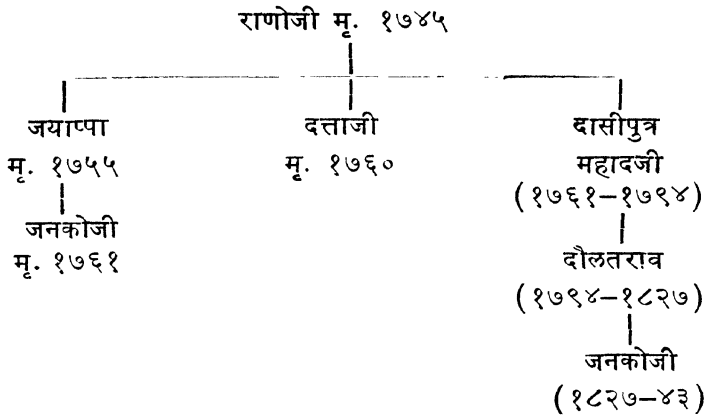 राणोजी मृ. १७४५
जयाप्पा दत्ताजी दासीपुत्र
मृ. १७५५ मृ. १७६० महादजी
(१७६१–१७९४)
जनकोजी
मृ. १७६१
दौलतराव
(१७९४–१८२७)
जनकोजी
(१८२७–४३)